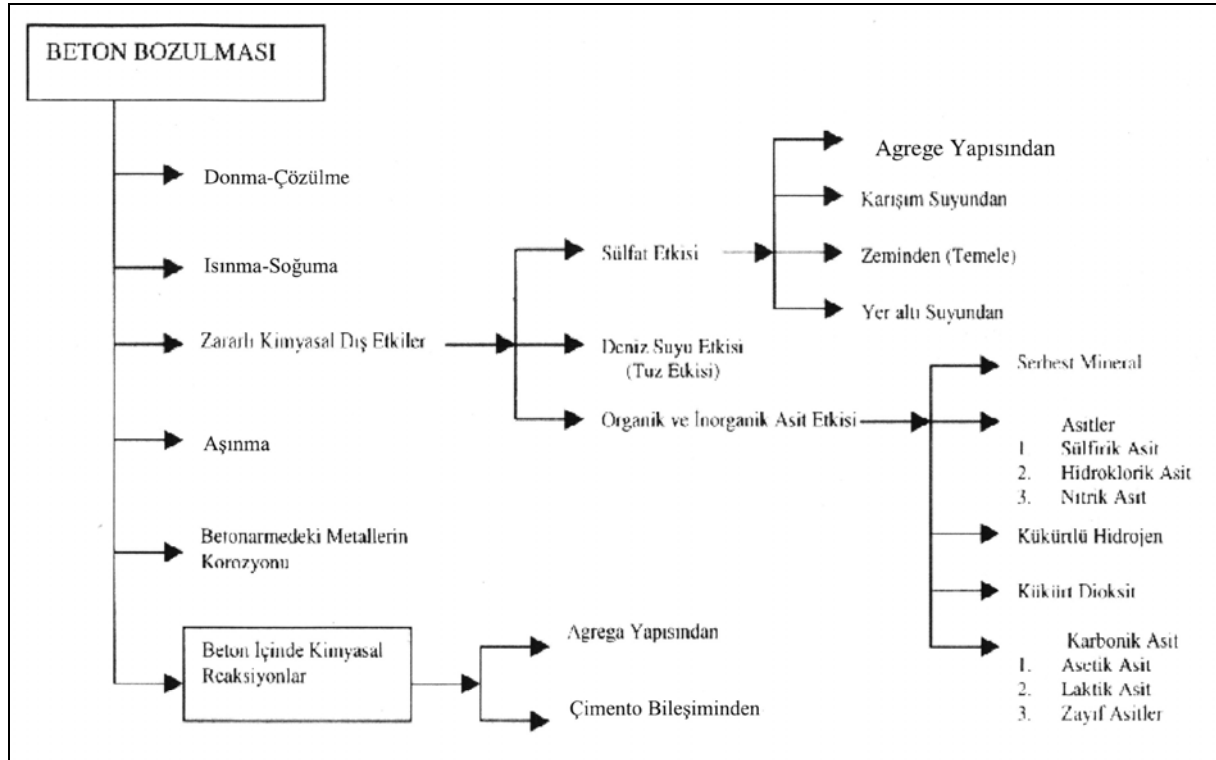 BETON BOZULMASI
Donma-Çözülme
Isınma-Soğuma
Zararlı Kimyasal Dış Etkiler
Aşınma
Betonarmedeki Metallerin
Korozyonu
Beton İçinde Kimyasal
Reaksiyonlar
Sülfat Etkisi
Deniz Suyu Etkisi
(Tuz Etkisi)
Organik ve İnorganik Asit Etkisi
Agrega Yapısından
Çimento Bileşiminden
Agrege Yapısından
Karışım Suyundan
Zeminden (Temele)
Yer altı Suyundan
Serbest Mineral
Asitler
1. Sülfirik Asit
2. Hidroklorik Asit
3. Nitrik Asit
Kükürtlü Hidrojen
Kükürt Dioksit
Karbonik Asit
1. Asetik Asit
2. Laktik Asit
3. Zayıf Asitler